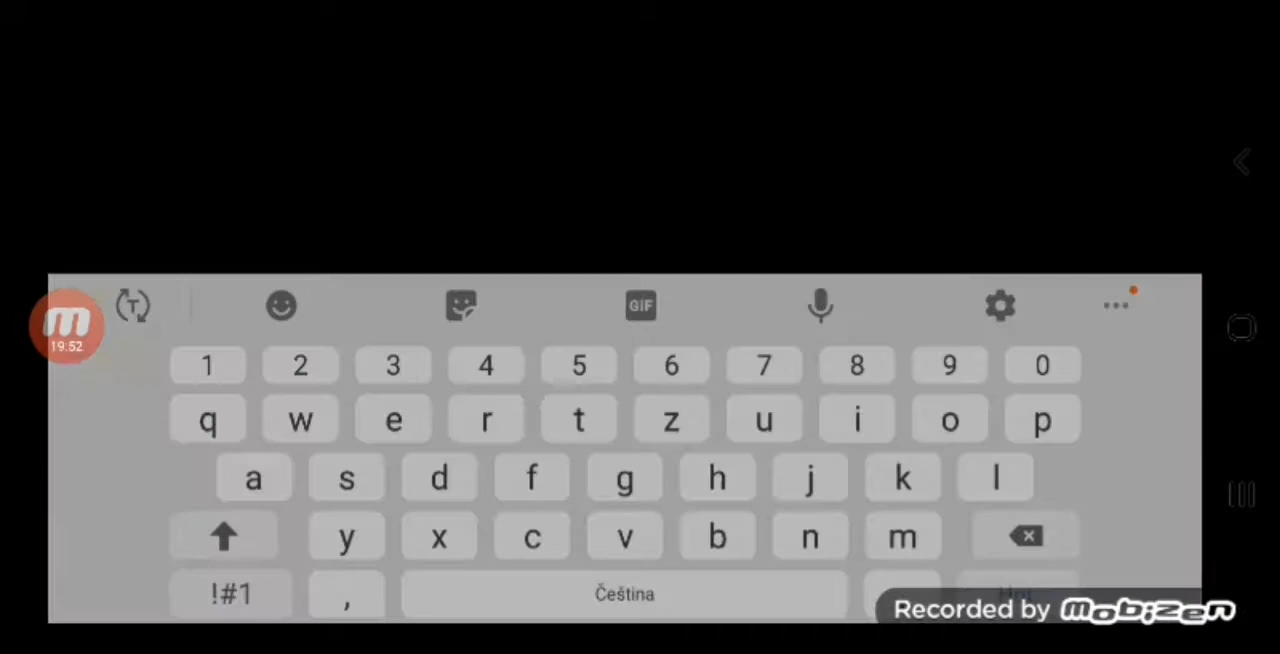 T GIF
19:52
1 2 3 4 5 6 7 8 9 0
q w e r t z u i o p
a s d f g h j k l
y x c v b n m
!#1 , Čeština
Recorded by mobizen